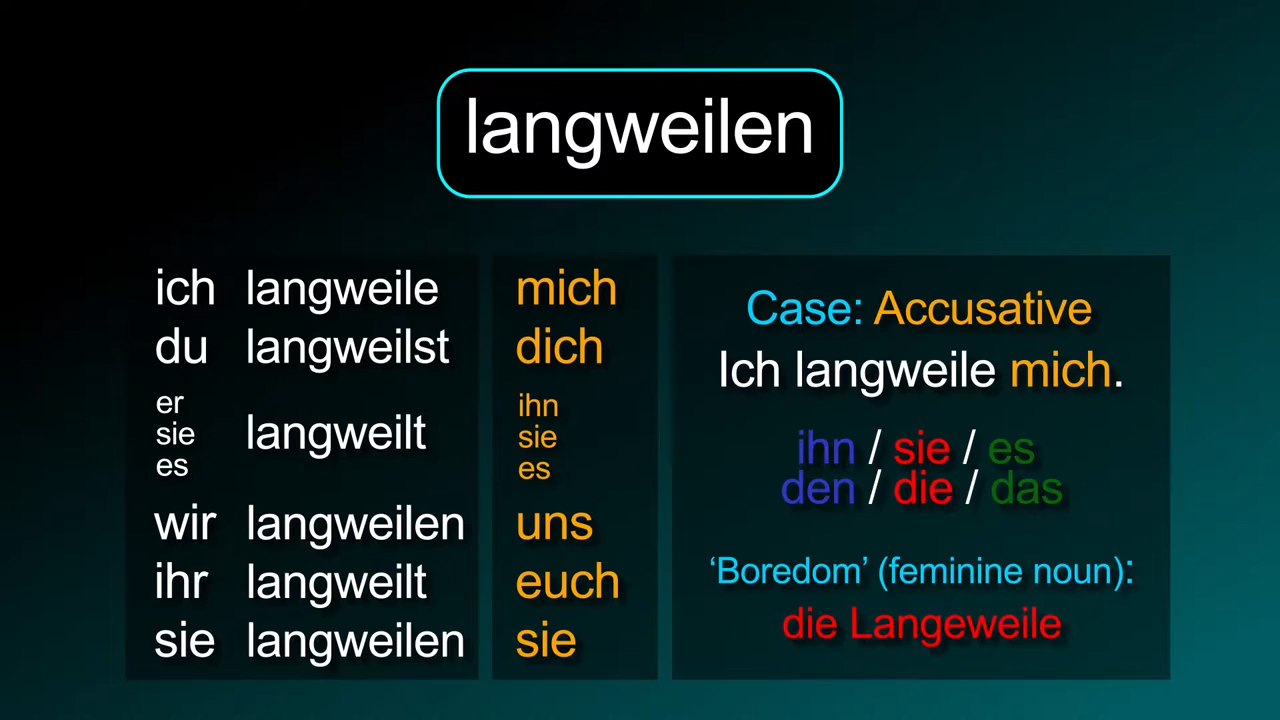 langweilen
ich langweile mich
du langweilst dich
er ihn
sie langweilt sie
es es
wir langweilen uns
ihr langweilt euch
sie langweilen sie
Case: Accusative
Ich langweile mich.
ihn / sie / es
den / die / das
‘Boredom’ (feminine noun):
die Langeweile